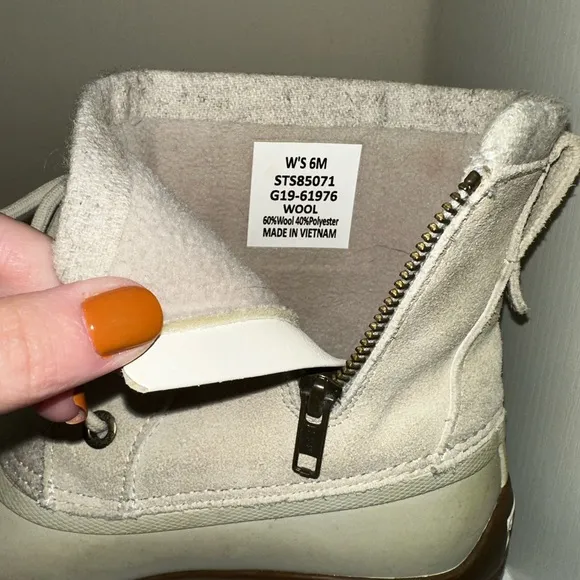 W'S 6M
STS85071
G19-61976
WOOL
60%Wool 40%Polyester
MADE IN VIETNAM